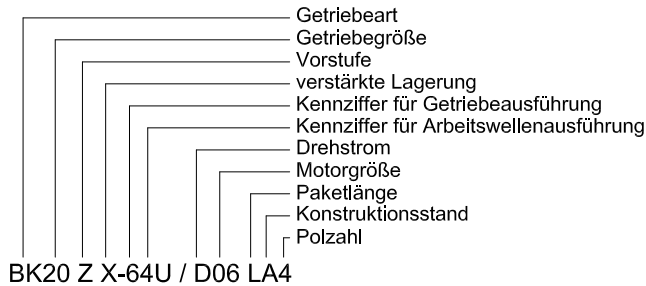 Getriebeart
Getriebegröße
Vorstufe
verstärkte Lagerung
Kennziffer für Getriebeausführung
Kennziffer für Arbeitswellenausführung
Drehstrom
Motorgröße
Paketlänge
Konstruktionsstand
Polzahl
BK20 Z X-64U / D06 LA4